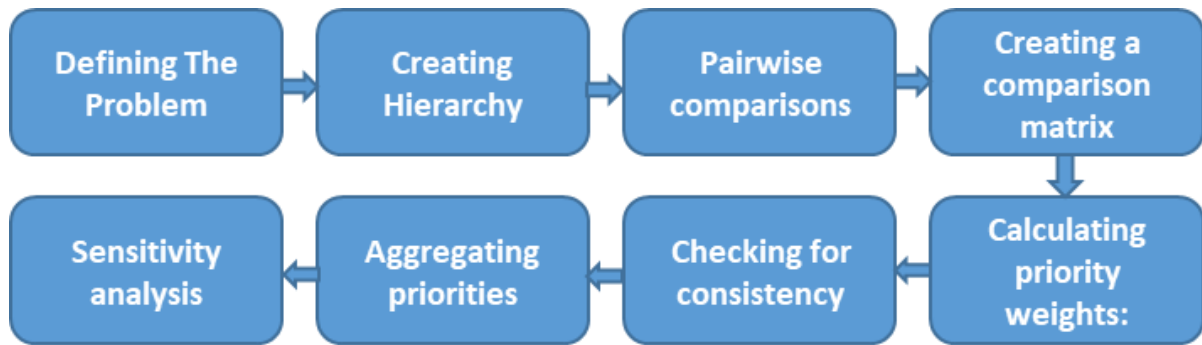 Defining The
Problem
Creating
Hierarchy
Pairwise
comparisons
Creating a
comparison
matrix
Calculating
priority
weights:
Checking for
consistency
Aggregating
priorities
Sensitivity
analysis